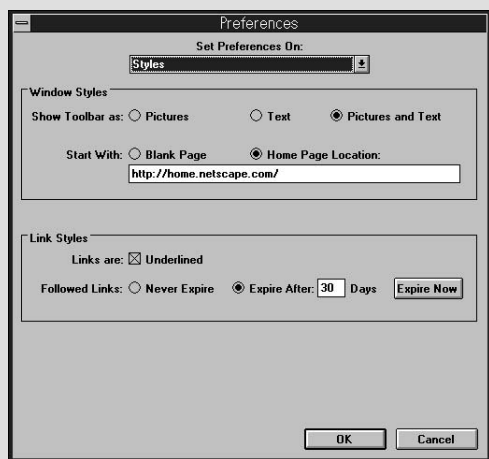 Preferences
Set Preferences On:
Styles
Window Styles
Show Toolbar as: Pictures Text Pictures and Text
Start With: Blank Page Home Page Location:
http://home.netscape.com/
Link Styles
Links are: Underlined
Followed Links: Never Expire Expire After: 30 Days Expire Now
OK Cancel